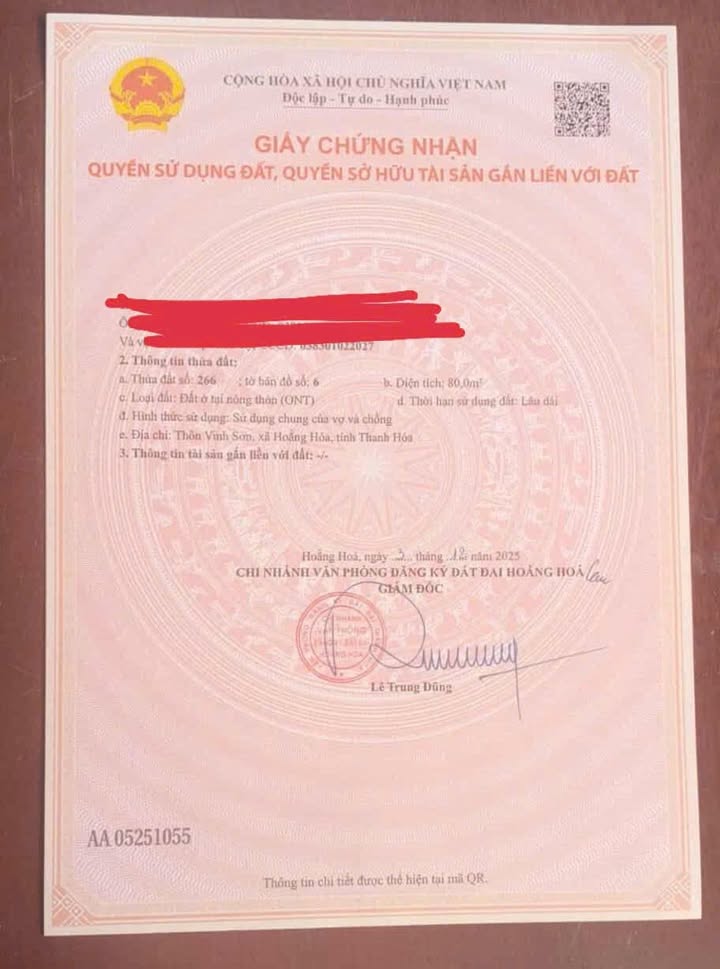 CỘNG HÒA XÃ HỘI CHỦ NGHĨA VIỆT NAM
Độc lập - Tự do - Hạnh phúc
GIẤY CHỨNG NHẬN
QUYỀN SỬ DỤNG ĐẤT, QUYỀN SỞ HỮU TÀI SẢN GẮN LIỀN VỚI ĐẤT
Và
2. Thông tin thửa đất:
a. Thửa đất số: 266 ; tờ bản đồ số: 6 b. Diện tích: 80,0m²
c. Loại đất: Đất ở tại nông thôn (ONT) d. Thời hạn sử dụng đất: Lâu dài
đ. Hình thức sử dụng: Sử dụng chung của vợ và chồng
e. Địa chỉ: Thôn Vĩnh Sơn, xã Hoằng Hóa, tỉnh Thanh Hóa
3. Thông tin tài sản gắn liền với đất: -/-
Hoằng Hoá, ngày 3 tháng 12 năm 2025
CHI NHÁNH VĂN PHÒNG ĐĂNG KÝ ĐẤT ĐAI HOẰNG HOÁ
GIÁM ĐỐC
Lê Trung Dũng
AA 05251055
Thông tin chi tiết được thể hiện tại mã QR.